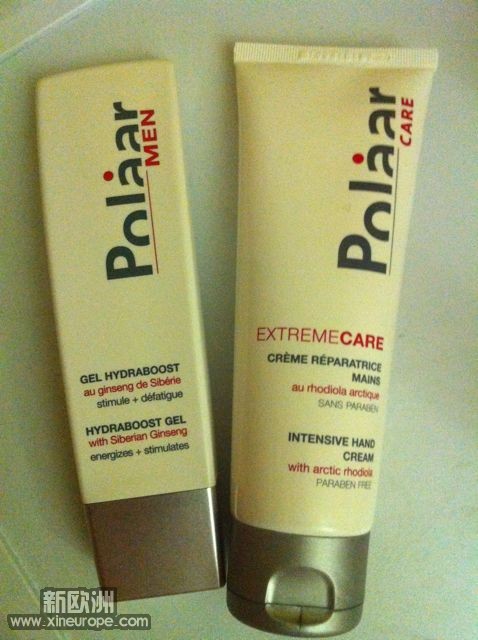 Polaar
MEN
GEL HYDRABOOST
au ginseng de Sibérie
stimule + défatigue
HYDRABOOST GEL
with Siberian Ginseng
energizes + stimulates
Polaar
CARE
EXTREMECARE
CRÈME RÉPARATRICE
MAINS
au rhodiola arctique
SANS PARABEN
INTENSIVE HAND
CREAM
with arctic rhodiola
PARABEN FREE
新欧洲
www.xineurope.com